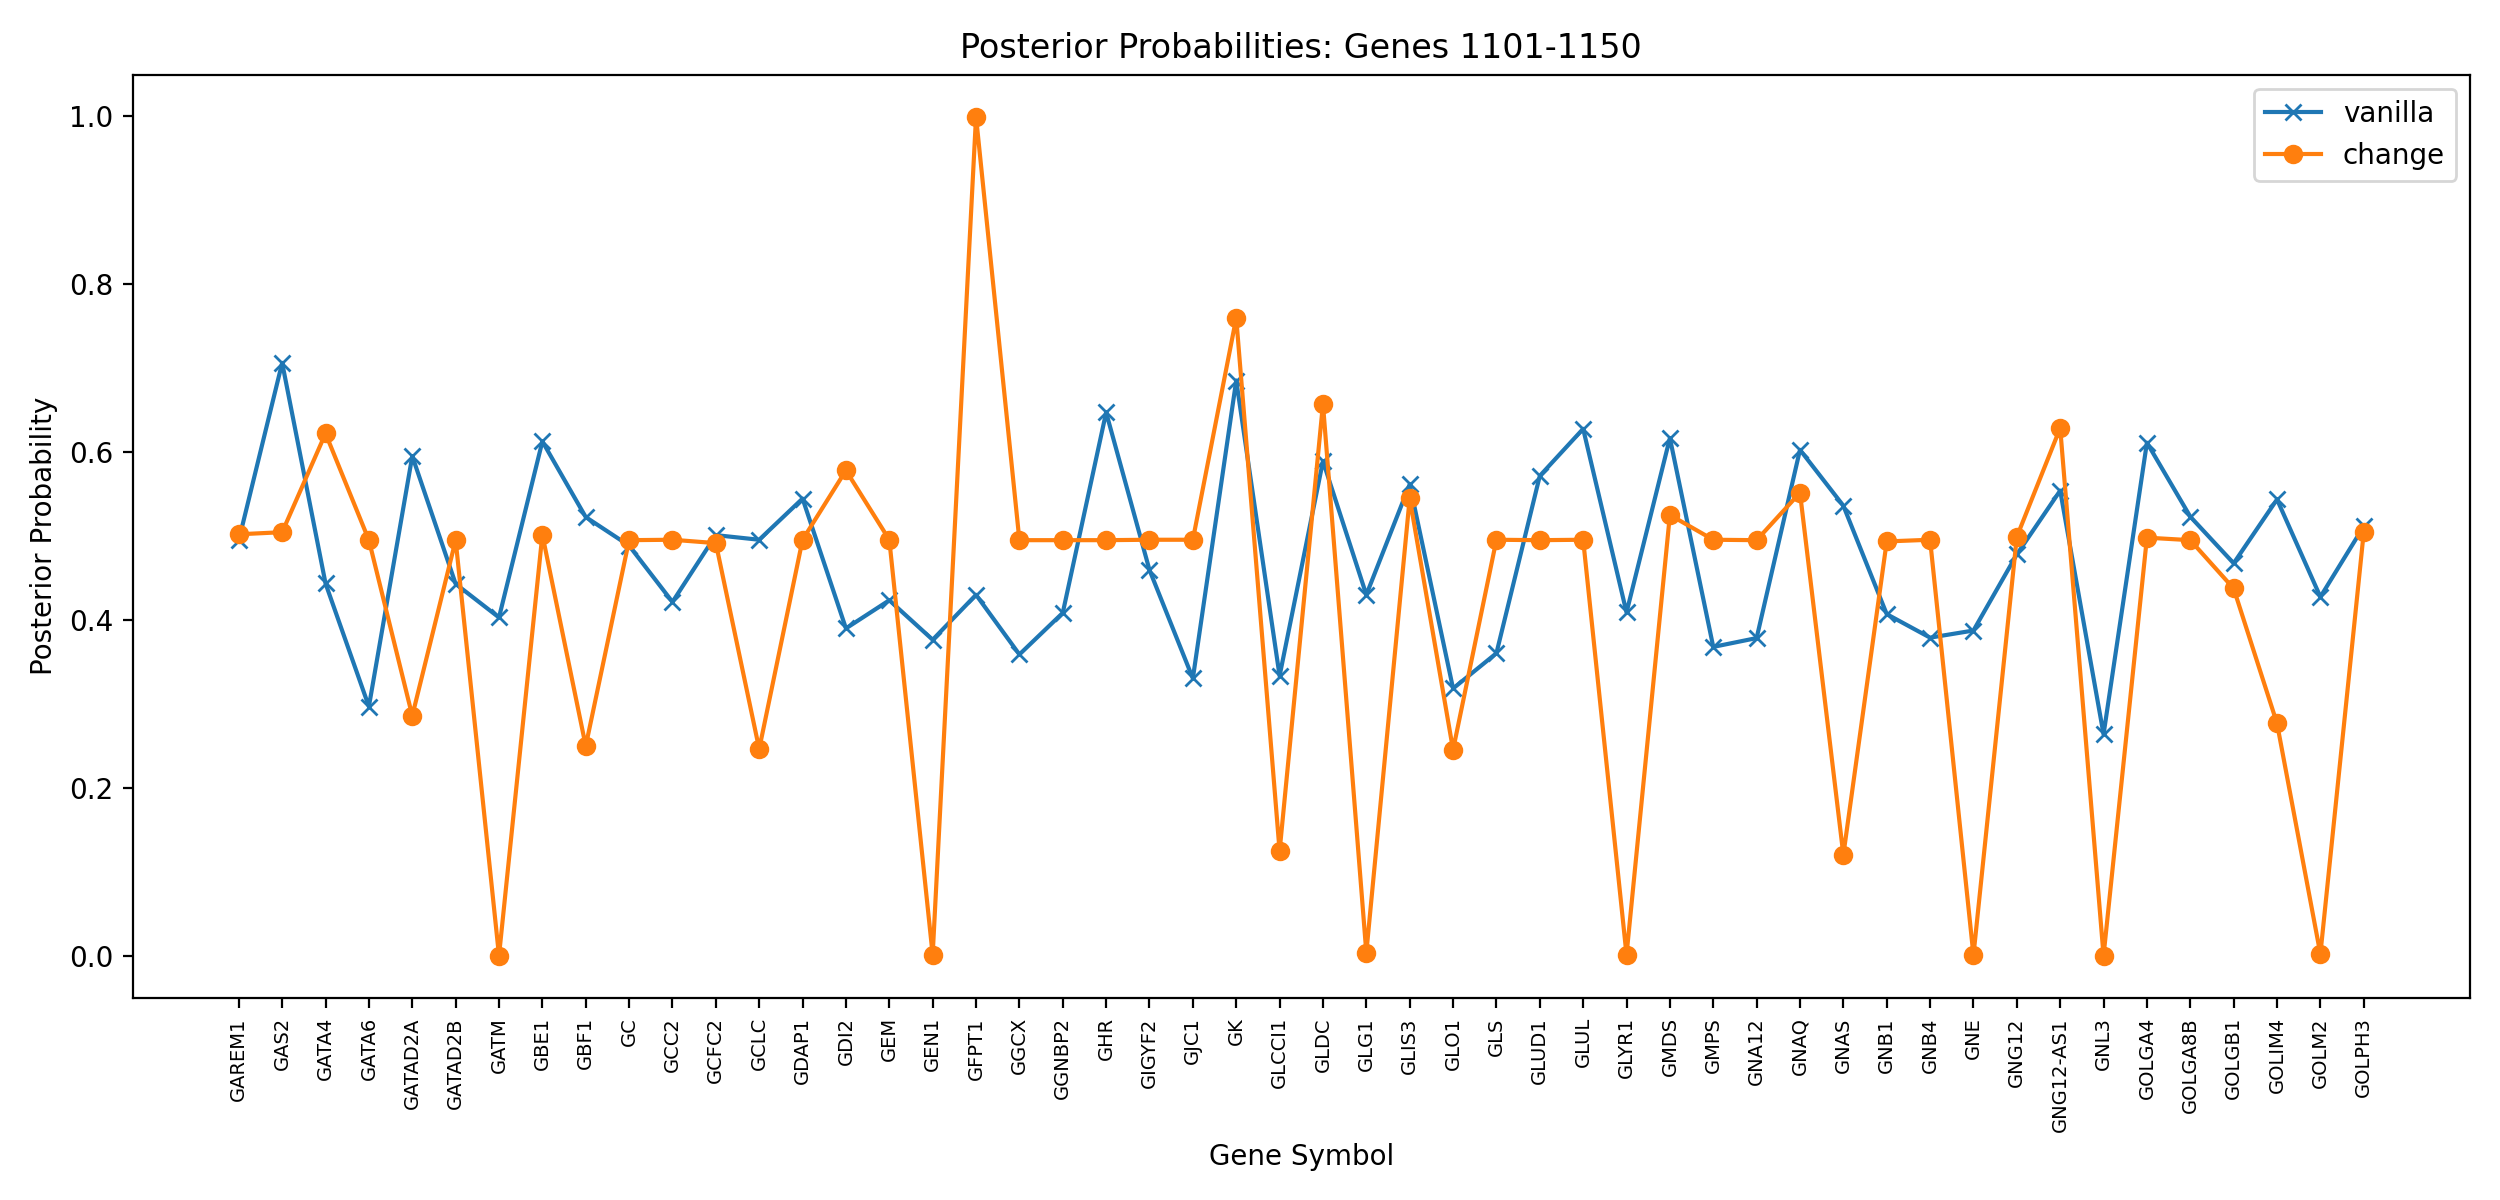 Posterior Probabilities: Genes 1101-1150
vanilla
change
Posterior Probability
1.0
0.8
0.6
0.4
0.2
0.0
GAREM1
GAS2
GATA4
GATA6
GATAD2A
GATAD2B
GATM
GBE1
GBF1
GC
GCC2
GCFC2
GCLC
GDAP1
GDI2
GEM
GEN1
GFPT1
GGCX
GGNBP2
GHR
GIGYF2
GJC1
GK
GLCCI1
GLDC
GLG1
GLIS3
GLO1
GLS
GLUD1
GLUL
GLYR1
GMDS
GMPS
GNA12
GNAQ
GNAS
GNB1
GNB4
GNE
GNG12
GNG12-AS1
GNL3
GOLGA4
GOLGA8B
GOLGB1
GOLIM4
GOLM2
GOLPH3
Gene Symbol